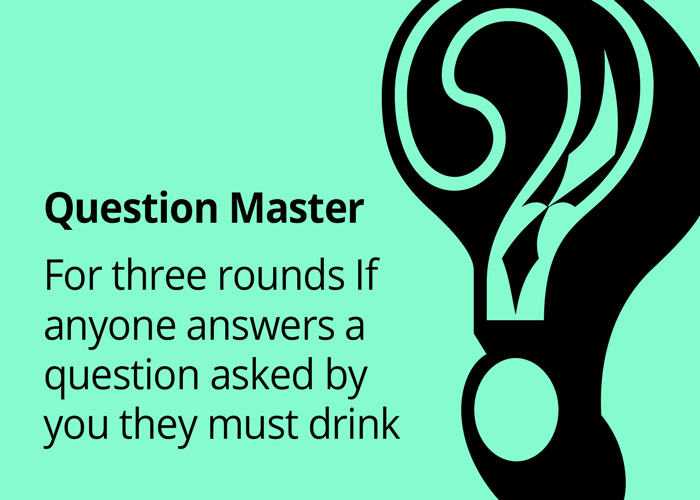 Question Master
For three rounds If
anyone answers a
question asked by
you they must drink